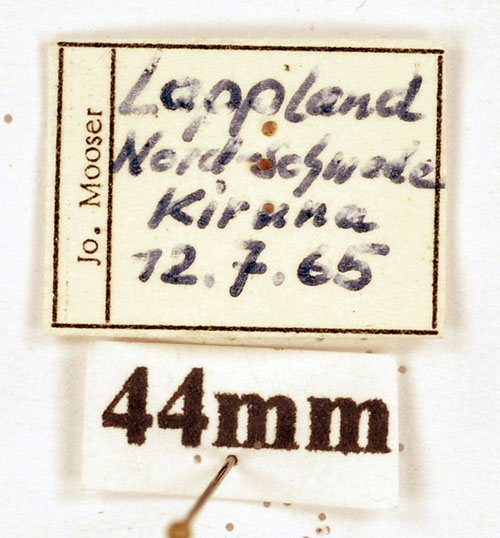 Jo. Mooser
Lappland
Nord-Schwede
Kiruna
12.7.65
44mm